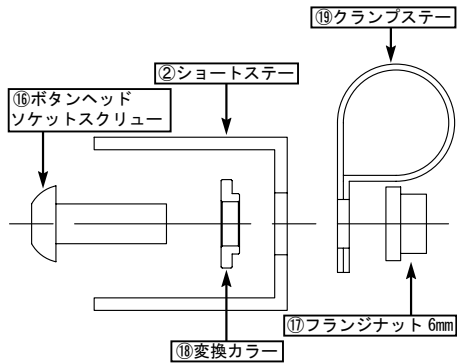 ⑲クランプステー
②ショートステー
⑯ボタンヘッド
ソケットスクリュー
⑰フランジナット 6mm
⑱変換カラー